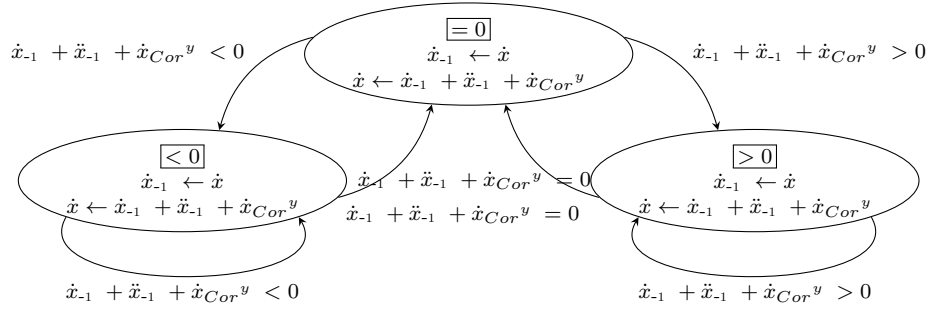 = 0
ẋ₋₁ ← ẋ
ẋ ← ẋ₋₁ + ẍ₋₁ + ẋ_{Cor^y}
ẋ₋₁ + ẍ₋₁ + ẋ_{Cor^y} < 0
ẋ₋₁ + ẍ₋₁ + ẋ_{Cor^y} > 0
< 0
ẋ₋₁ ← ẋ
ẋ ← ẋ₋₁ + ẍ₋₁ + ẋ_{Cor^y}
ẋ₋₁ + ẍ₋₁ + ẋ_{Cor^y} = 0
ẋ₋₁ + ẍ₋₁ + ẋ_{Cor^y} = 0
> 0
ẋ₋₁ ← ẋ
ẋ ← ẋ₋₁ + ẍ₋₁ + ẋ_{Cor^y}
ẋ₋₁ + ẍ₋₁ + ẋ_{Cor^y} < 0
ẋ₋₁ + ẍ₋₁ + ẋ_{Cor^y} > 0